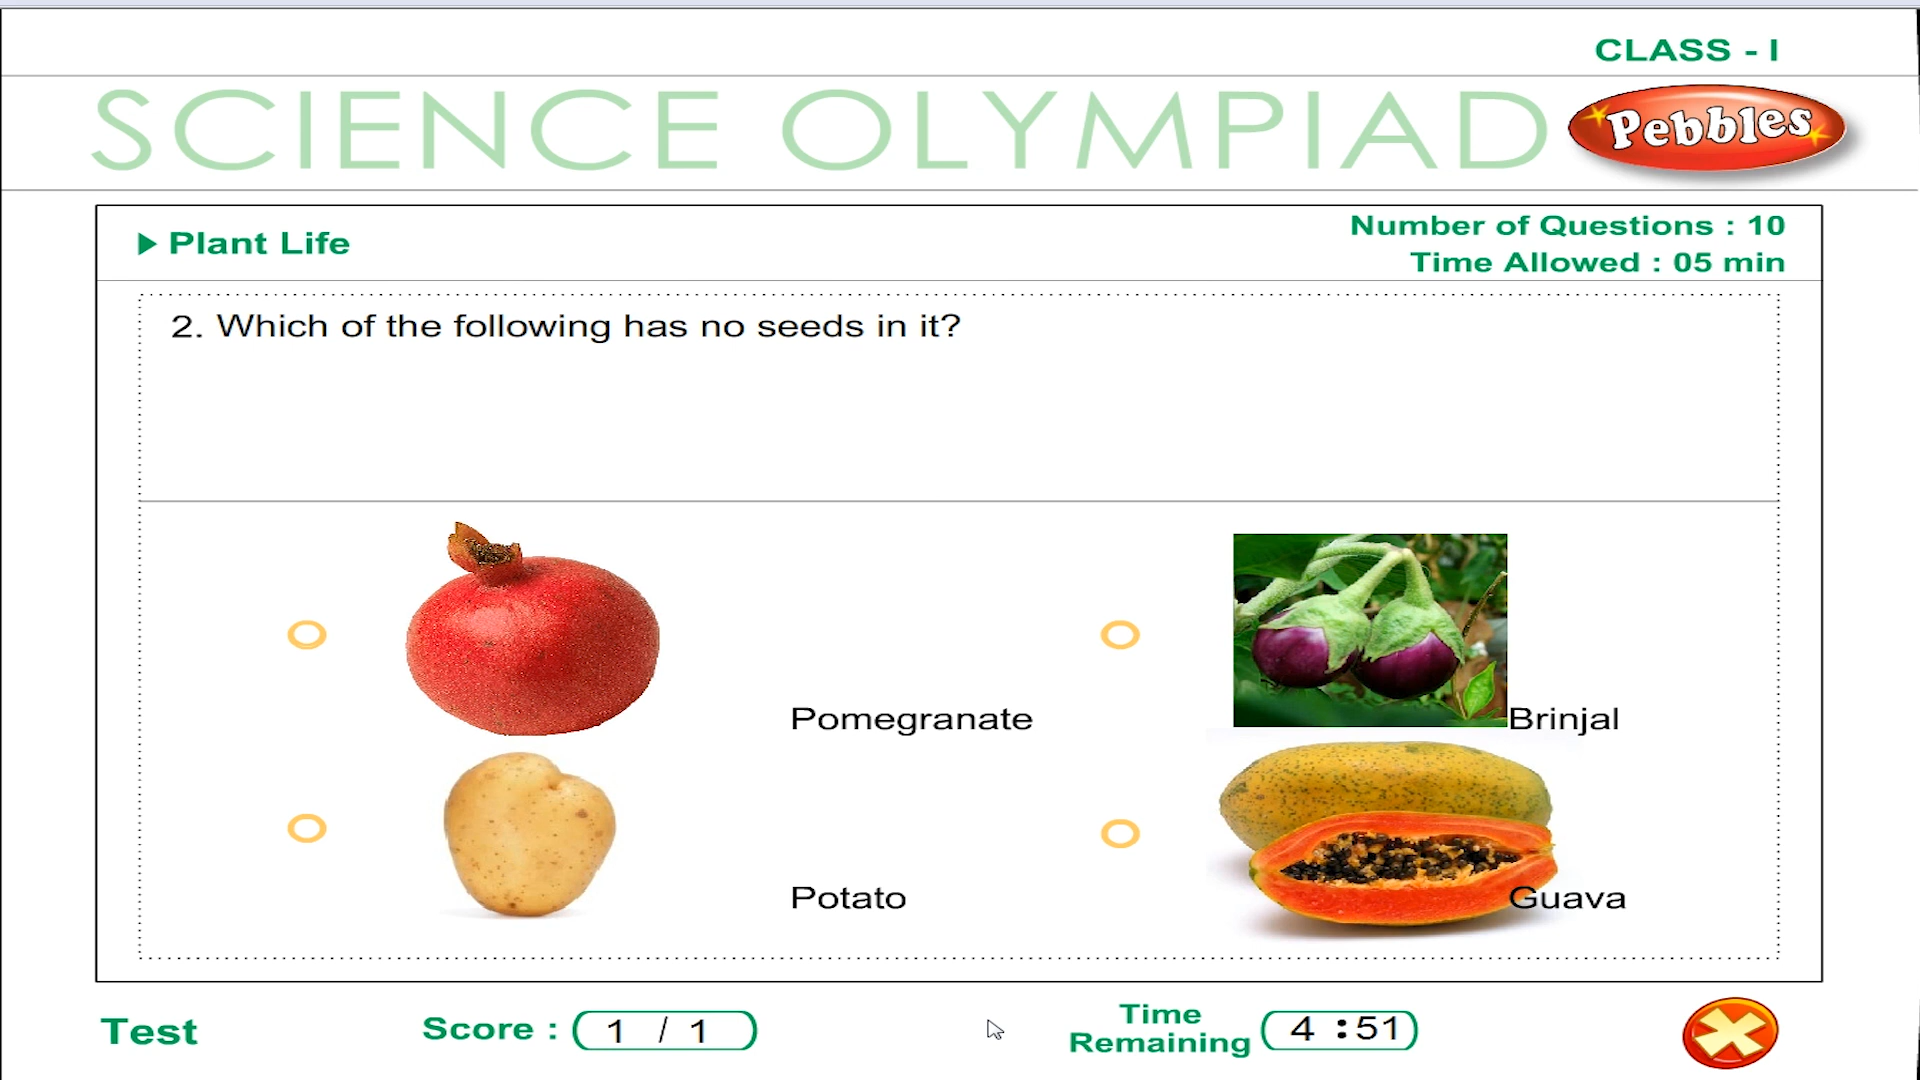 CLASS - I
SCIENCE OLYMPIAD
Pebbles
Plant Life
Number of Questions : 10
Time Allowed : 05 min
2. Which of the following has no seeds in it?
Pomegranate
Brinjal
Potato
Guava
Test
Score : 1 / 1
Time
Remaining 4 :51